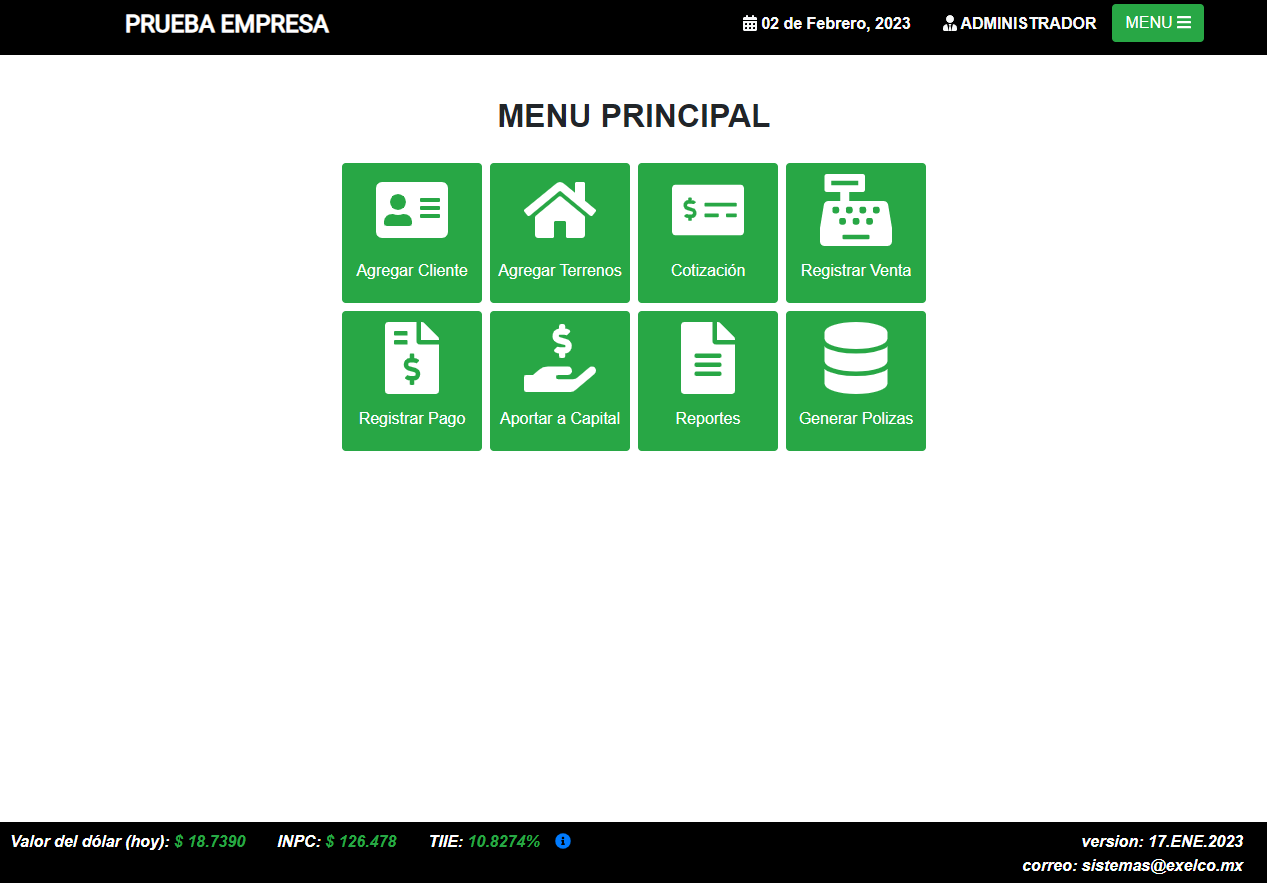 PRUEBA EMPRESA
02 de Febrero, 2023 ADMINISTRADOR MENU
MENU PRINCIPAL
Agregar Cliente Agregar Terrenos Cotización Registrar Venta
Registrar Pago Aportar a Capital Reportes Generar Polizas
Valor del dólar (hoy): $ 18.7390 INPC: $ 126.478 TIIE: 10.8274%
version: 17.ENE.2023
correo: sistemas@exelco.mx